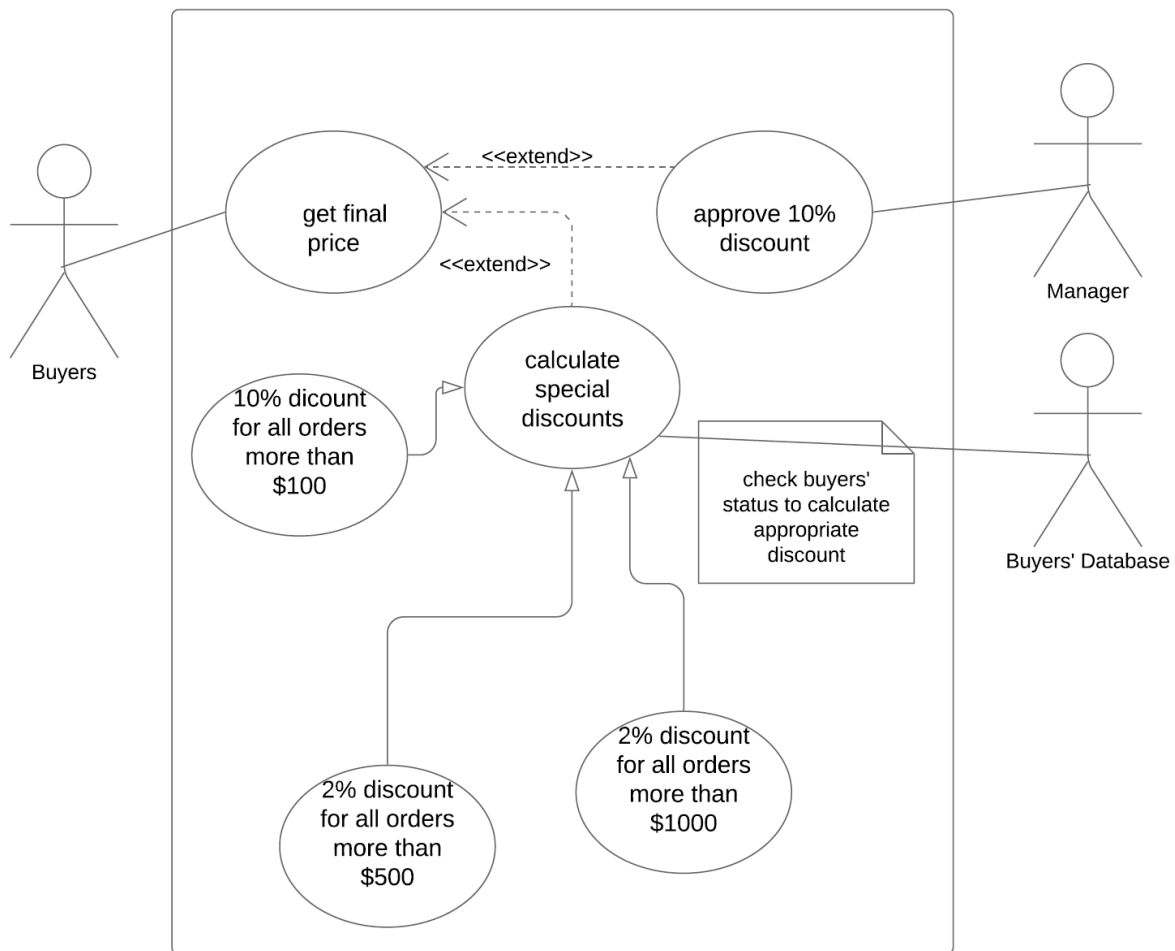 <<extend>>
get final
price
approve 10%
discount
<<extend>>
Manager
Buyers
calculate
special
discounts
10% dicount
for all orders
more than
$100
check buyers'
status to calculate
appropriate
discount
Buyers' Database
2% discount
for all orders
more than
$1000
2% discount
for all orders
more than
$500